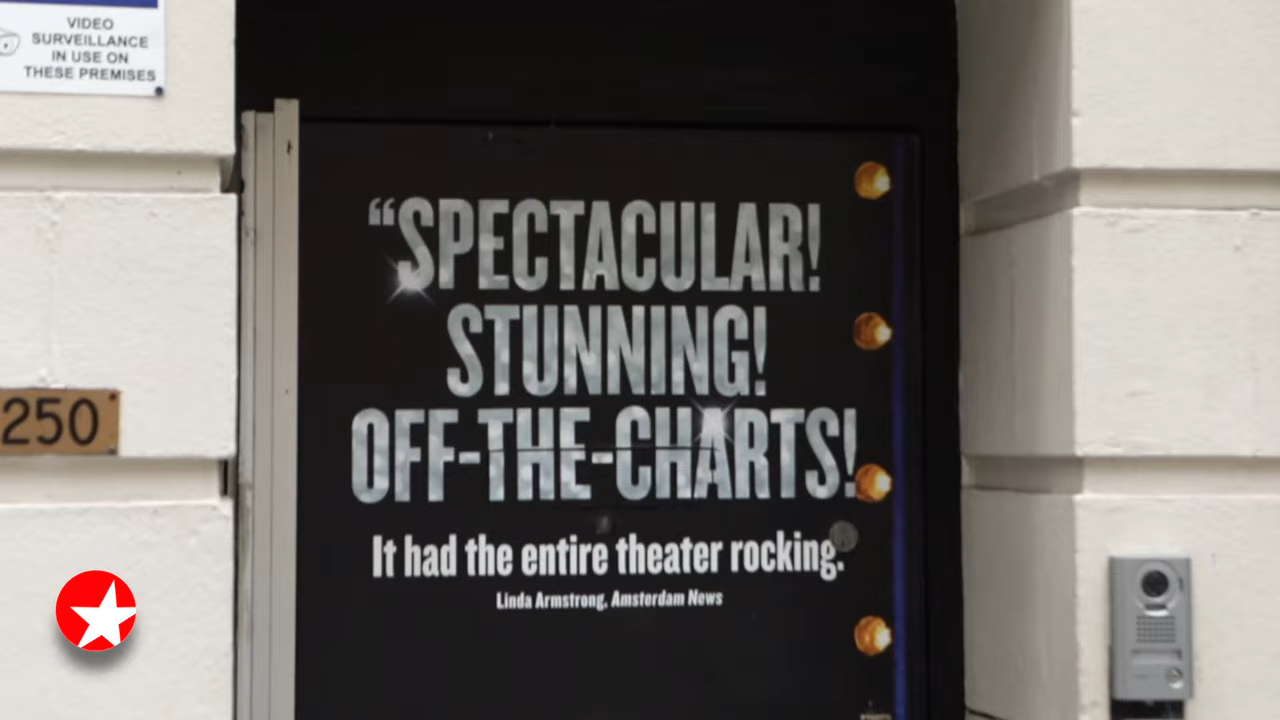 VIDEO
SURVEILLANCE
IN USE ON
THESE PREMISES
250
“SPECTACULAR!
STUNNING!
OFF-THE-CHARTS!
It had the entire theater rocking.
Linda Armstrong, Amsterdam News